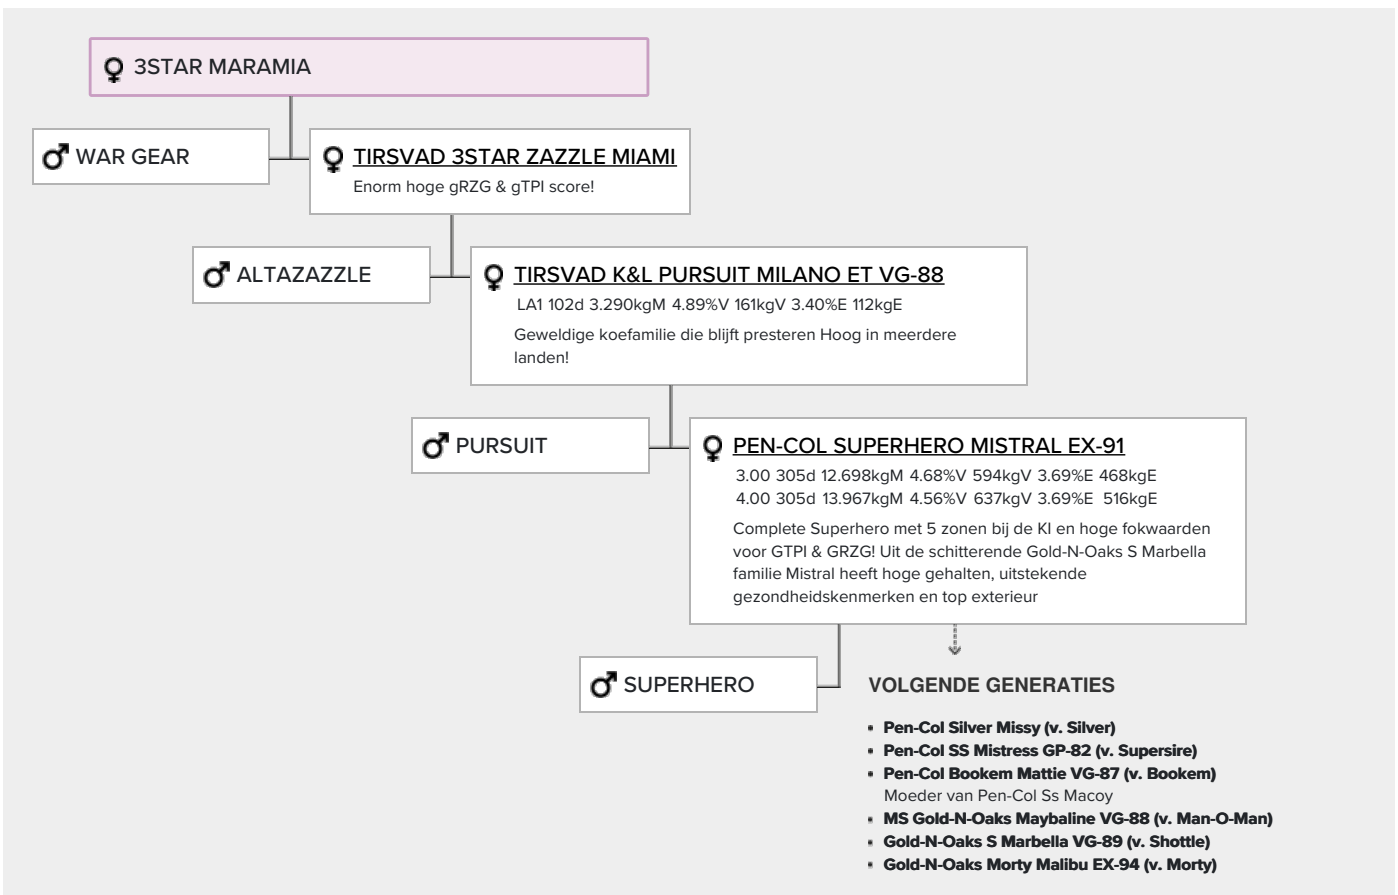 3STAR MARAMIA
WAR GEAR
TIRSVAD 3STAR ZAZZLE MIAMI
Enorm hoge gRZG & gTPI score!
ALTAZAZZLE
TIRSVAD K&L PURSUIT MILANO ET VG-88
LA1 102d 3.290kgM 4.89%V 161kgV 3.40%E 112kgE
Geweldige koefamilie die blijft presteren Hoog in meerdere
landen!
PURSUIT
PEN-COL SUPERHERO MISTRAL EX-91
3.00 305d 12.698kgM 4.68%V 594kgV 3.69%E 468kgE
4.00 305d 13.967kgM 4.56%V 637kgV 3.69%E 516kgE
Complete Superhero met 5 zonen bij de KI en hoge fokwaarden
voor GTPI & GRZG! Uit de schitterende Gold-N-Oaks S Marbella
familie Mistral heeft hoge gehalten, uitstekende
gezondheidskenmerken en top exterieur
SUPERHERO
VOLGENDE GENERATIES
Pen-Col Silver Missy (v. Silver)
Pen-Col SS Mistress GP-82 (v. Supersire)
Pen-Col Bookem Mattie VG-87 (v. Bookem)
Moeder van Pen-Col Ss Macoy
MS Gold-N-Oaks Maybaline VG-88 (v. Man-O-Man)
Gold-N-Oaks S Marbella VG-89 (v. Shottle)
Gold-N-Oaks Morty Malibu EX-94 (v. Morty)